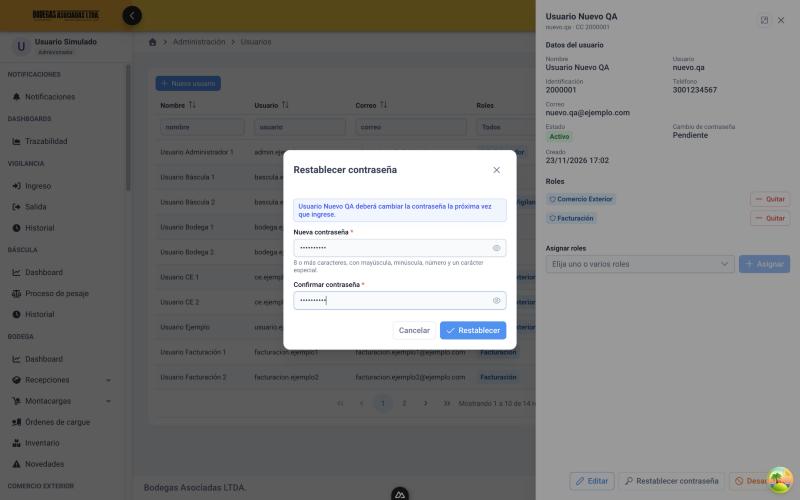 BODEGAS ASOCIADAS LTDA.
U
Usuario Simulado
Administrador
NOTIFICACIONES
Notificaciones
DASHBOARDS
Trazabilidad
VIGILANCIA
Ingreso
Salida
Historial
BÁSCULA
Dashboard
Proceso de pesaje
Historial
BODEGA
Dashboard
Recepciones
Montacargas
Órdenes de cargue
Inventario
Novedades
COMERCIO EXTERIOR
Administración
Usuarios
+ Nuevo usuario
Nombre Usuario Correo Roles
nombre usuario correo Todos
Usuario Administrador 1
Usuario Báscula 1
Usuario Báscula 2
Usuario Bodega 1
Usuario Bodega 2
Usuario CE 1
Usuario CE 2
Usuario Ejemplo
Usuario Facturación 1 facturacion.ejemplo1 facturacion.ejemplo1@ejemplo.com Facturación
Usuario Facturación 2 facturacion.ejemplo2 facturacion.ejemplo2@ejemplo.com Facturación
1 2
Mostrando 1 a 10 de 14
Bodegas Asociadas LTDA.
Restablecer contraseña
Usuario Nuevo QA deberá cambiar la contraseña la próxima vez
que ingrese.
Nueva contraseña *
••••••••••
8 o más caracteres, con mayúscula, minúscula, número y un carácter
especial.
Confirmar contraseña *
••••••••••
Cancelar
Restablecer
Usuario Nuevo QA
nuevo.qa · CC 2000001
Datos del usuario
Nombre Usuario
Usuario Nuevo QA nuevo.qa
Identificación Teléfono
2000001 3001234567
Correo
nuevo.qa@ejemplo.com
Estado Cambio de contraseña
Activo Pendiente
Creado
23/11/2026 17:02
Roles
Comercio Exterior
Quitar
Facturación
Quitar
Asignar roles
Elija uno o varios roles
+ Asignar
Editar
Restablecer contraseña